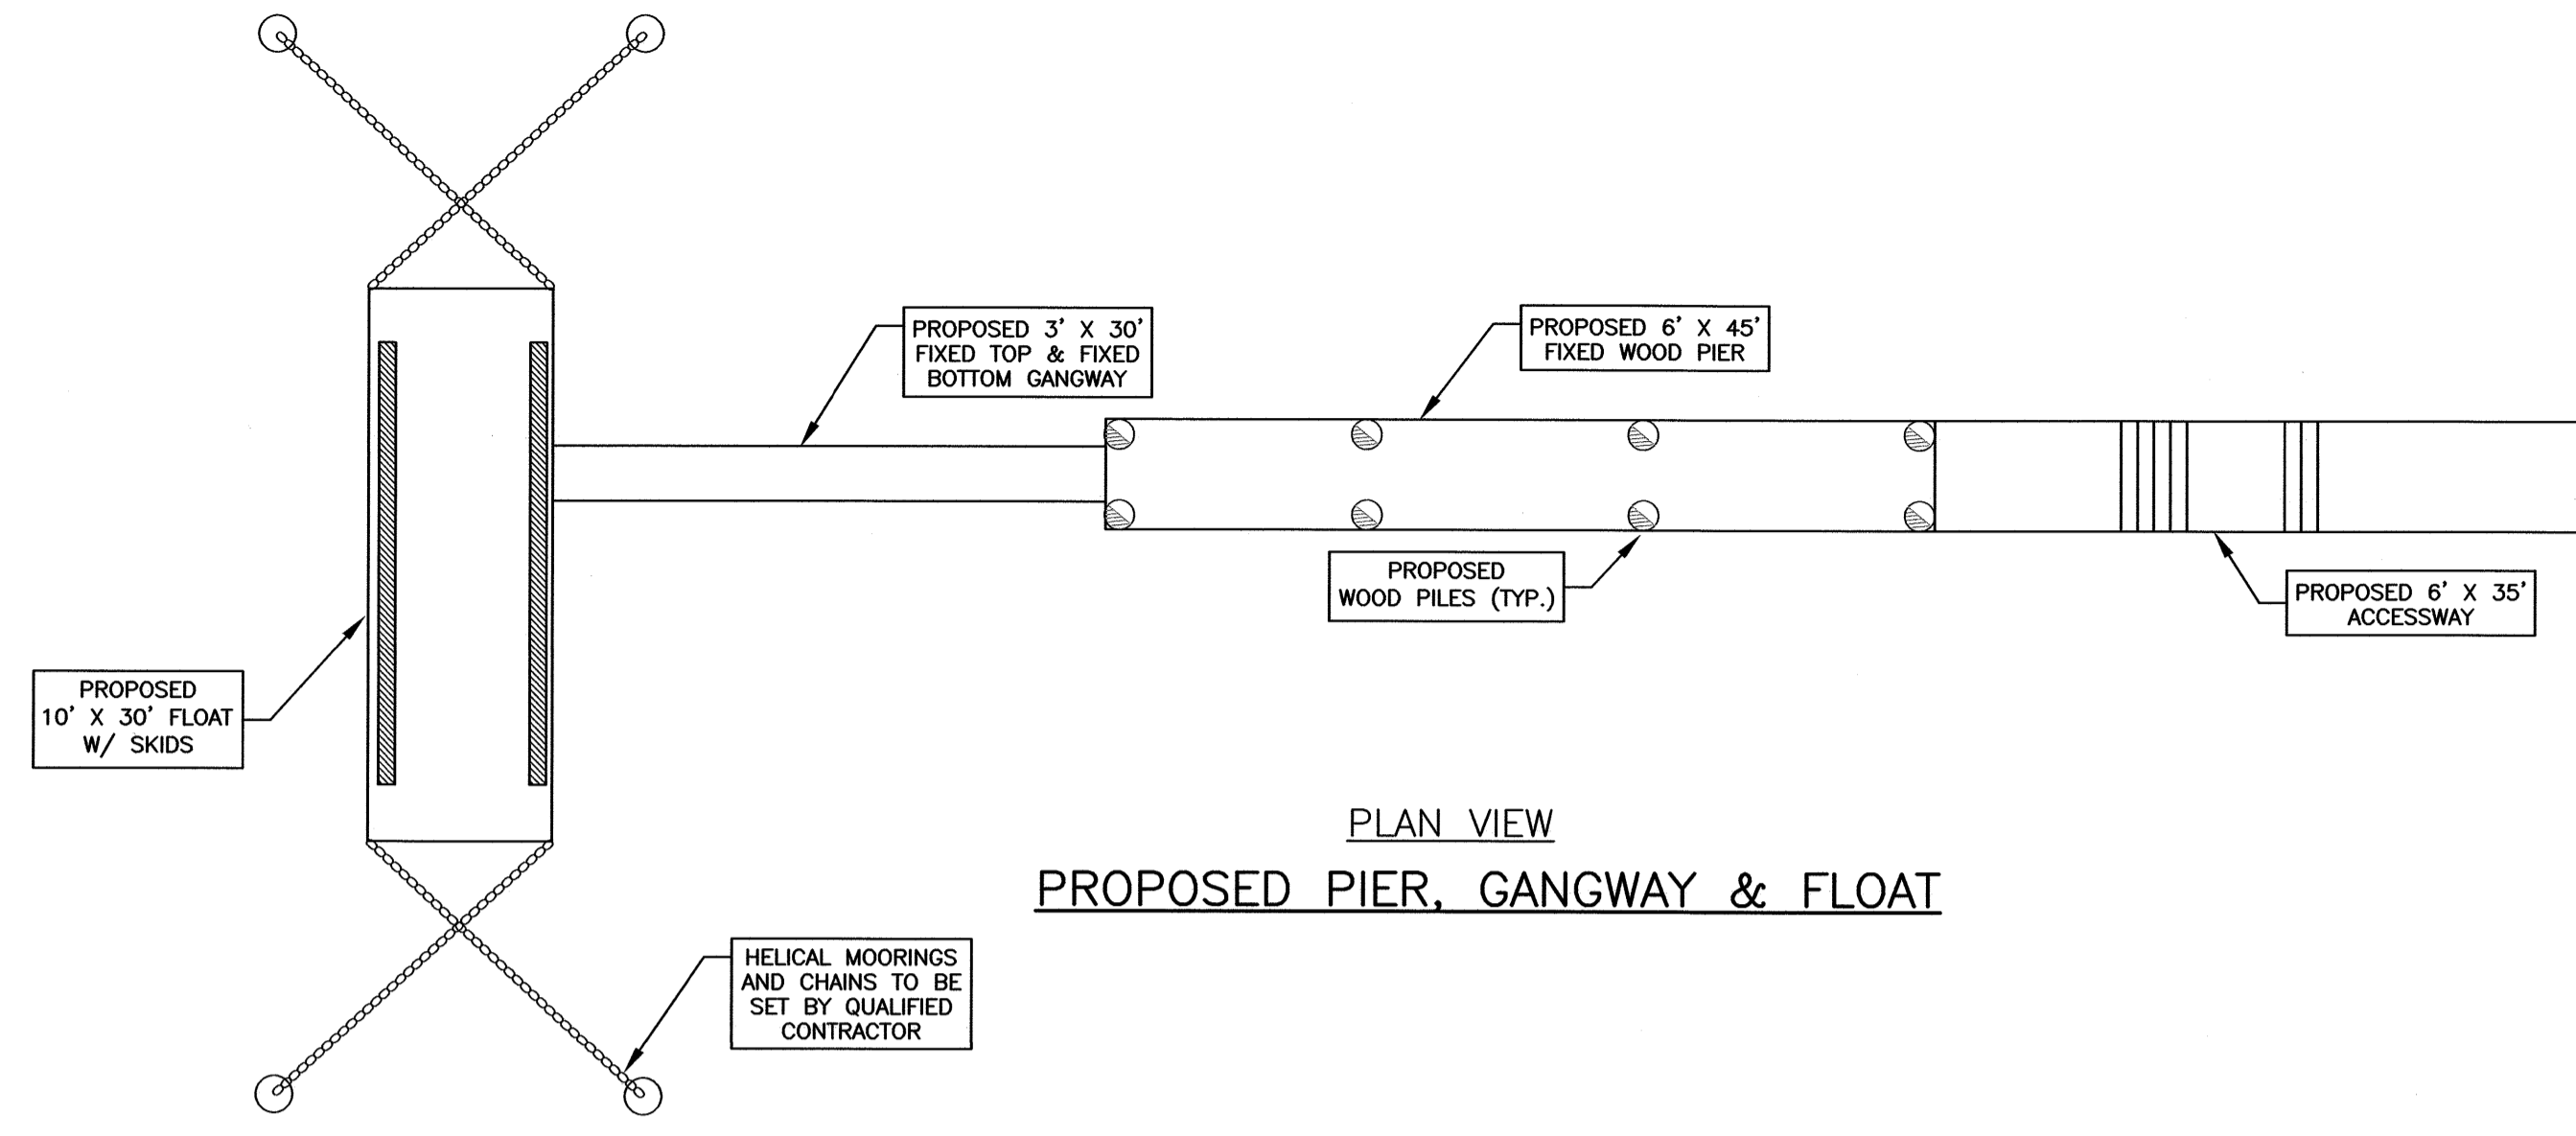 PROPOSED 3' X 30'
FIXED TOP & FIXED
BOTTOM GANGWAY
PROPOSED 6' X 45'
FIXED WOOD PIER
PROPOSED
WOOD PILES (TYP.)
PROPOSED 6' X 35'
ACCESSWAY
PROPOSED
10' X 30' FLOAT
W/ SKIDS
PLAN VIEW
PROPOSED PIER, GANGWAY & FLOAT
HELICAL MOORINGS
AND CHAINS TO BE
SET BY QUALIFIED
CONTRACTOR